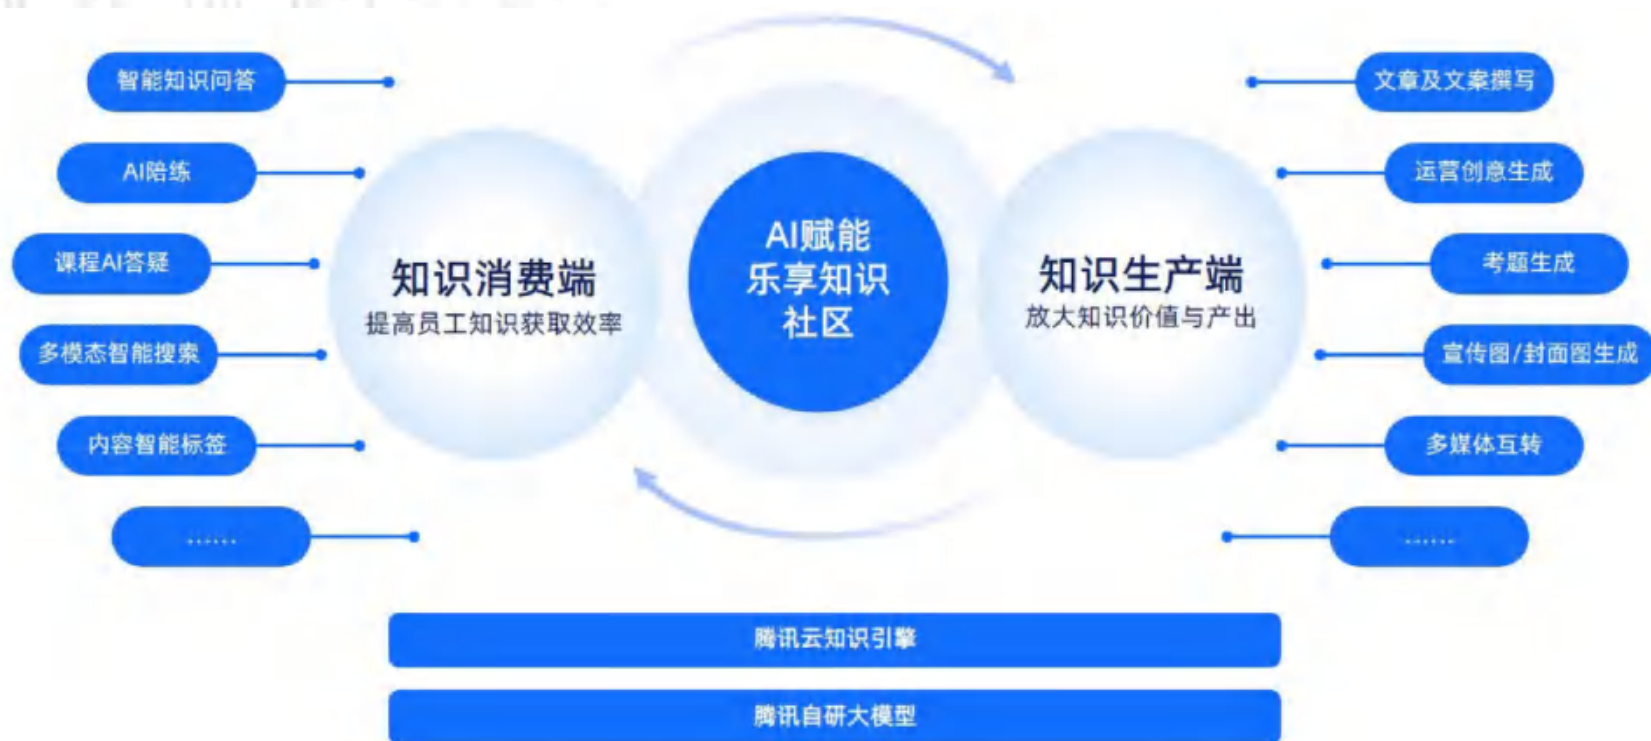 智能知识问答
AI陪练
课程AI答疑
多模态智能搜索
内容智能标签
......
知识消费端
提高员工知识获取效率
AI赋能
乐享知识
社区
知识生产端
放大知识价值与产出
文章及文案撰写
运营创意生成
考题生成
宣传图/封面图生成
多媒体互转
......
腾讯云知识引擎
腾讯自研大模型